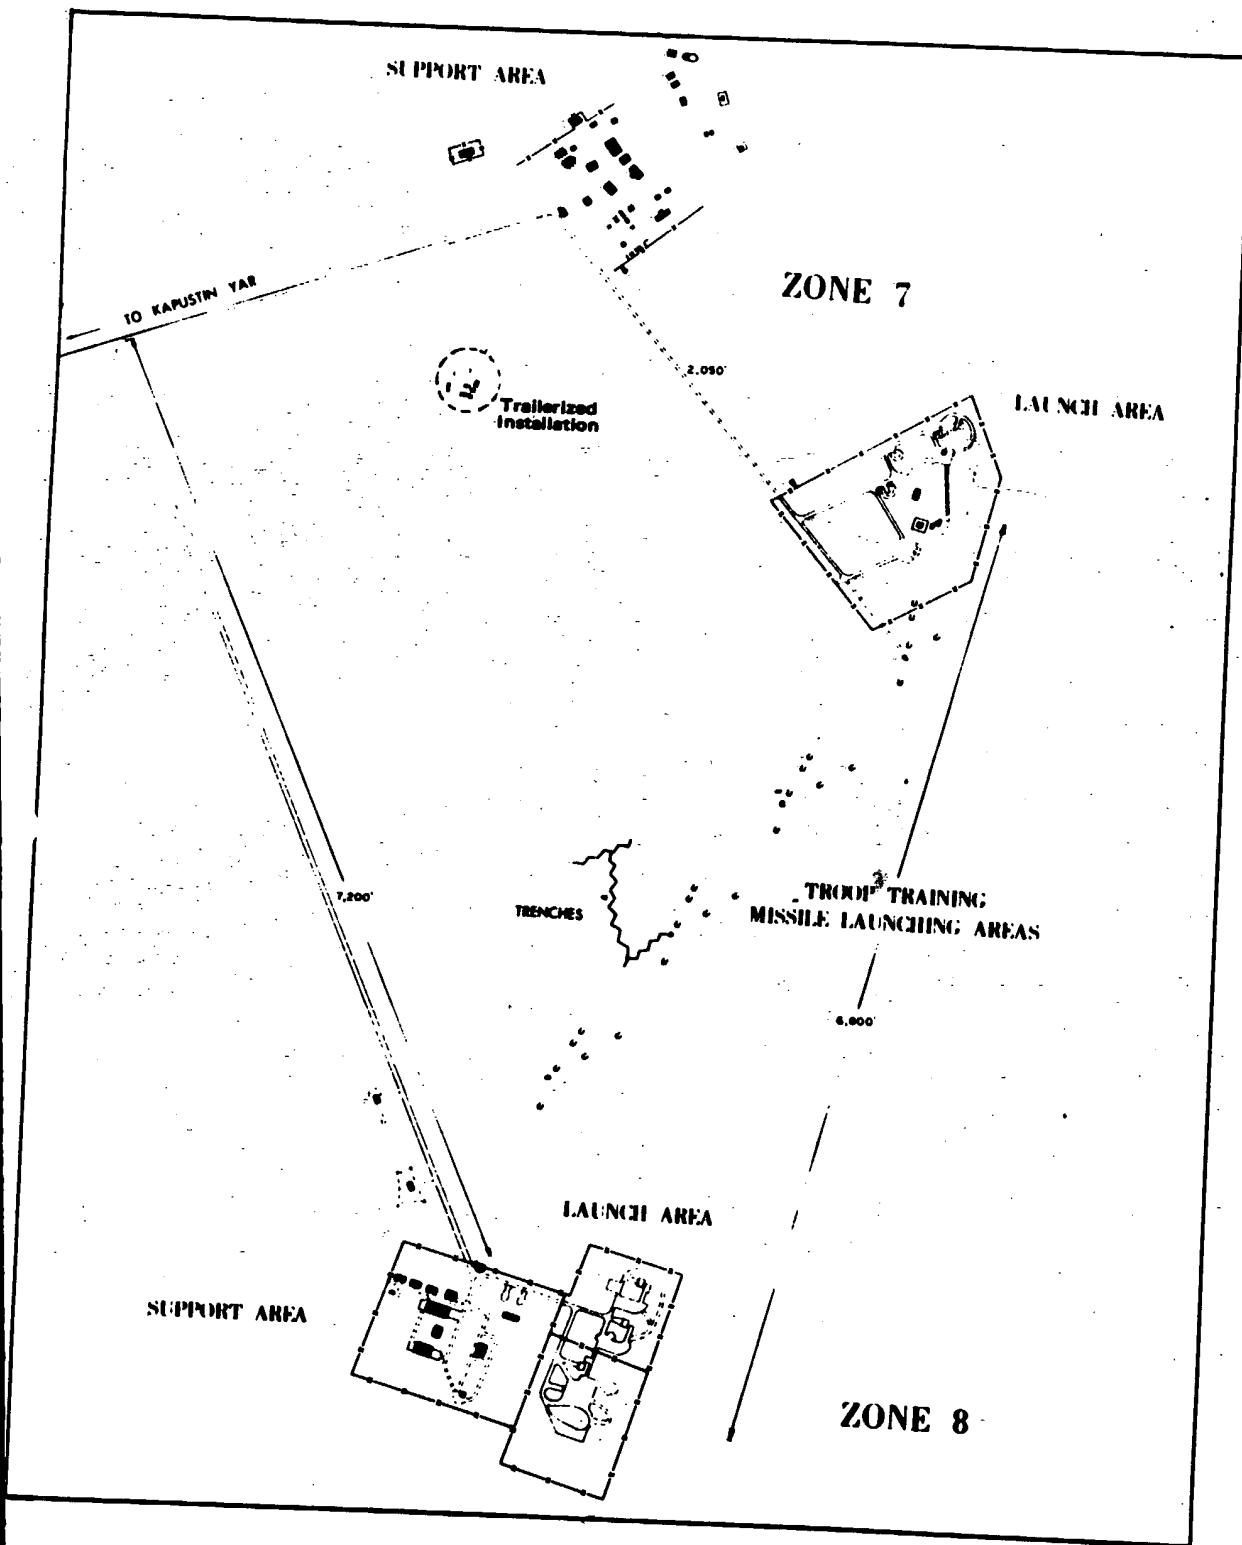 SUPPORT AREA
TO KAPUSTIN YAR
ZONE 7
2,050'
Trailerized
Installation
LAUNCH AREA
7,200'
TRENCHES
TROOP TRAINING
MISSILE LAUNCHING AREAS
6,800'
LAUNCH AREA
SUPPORT AREA
ZONE 8